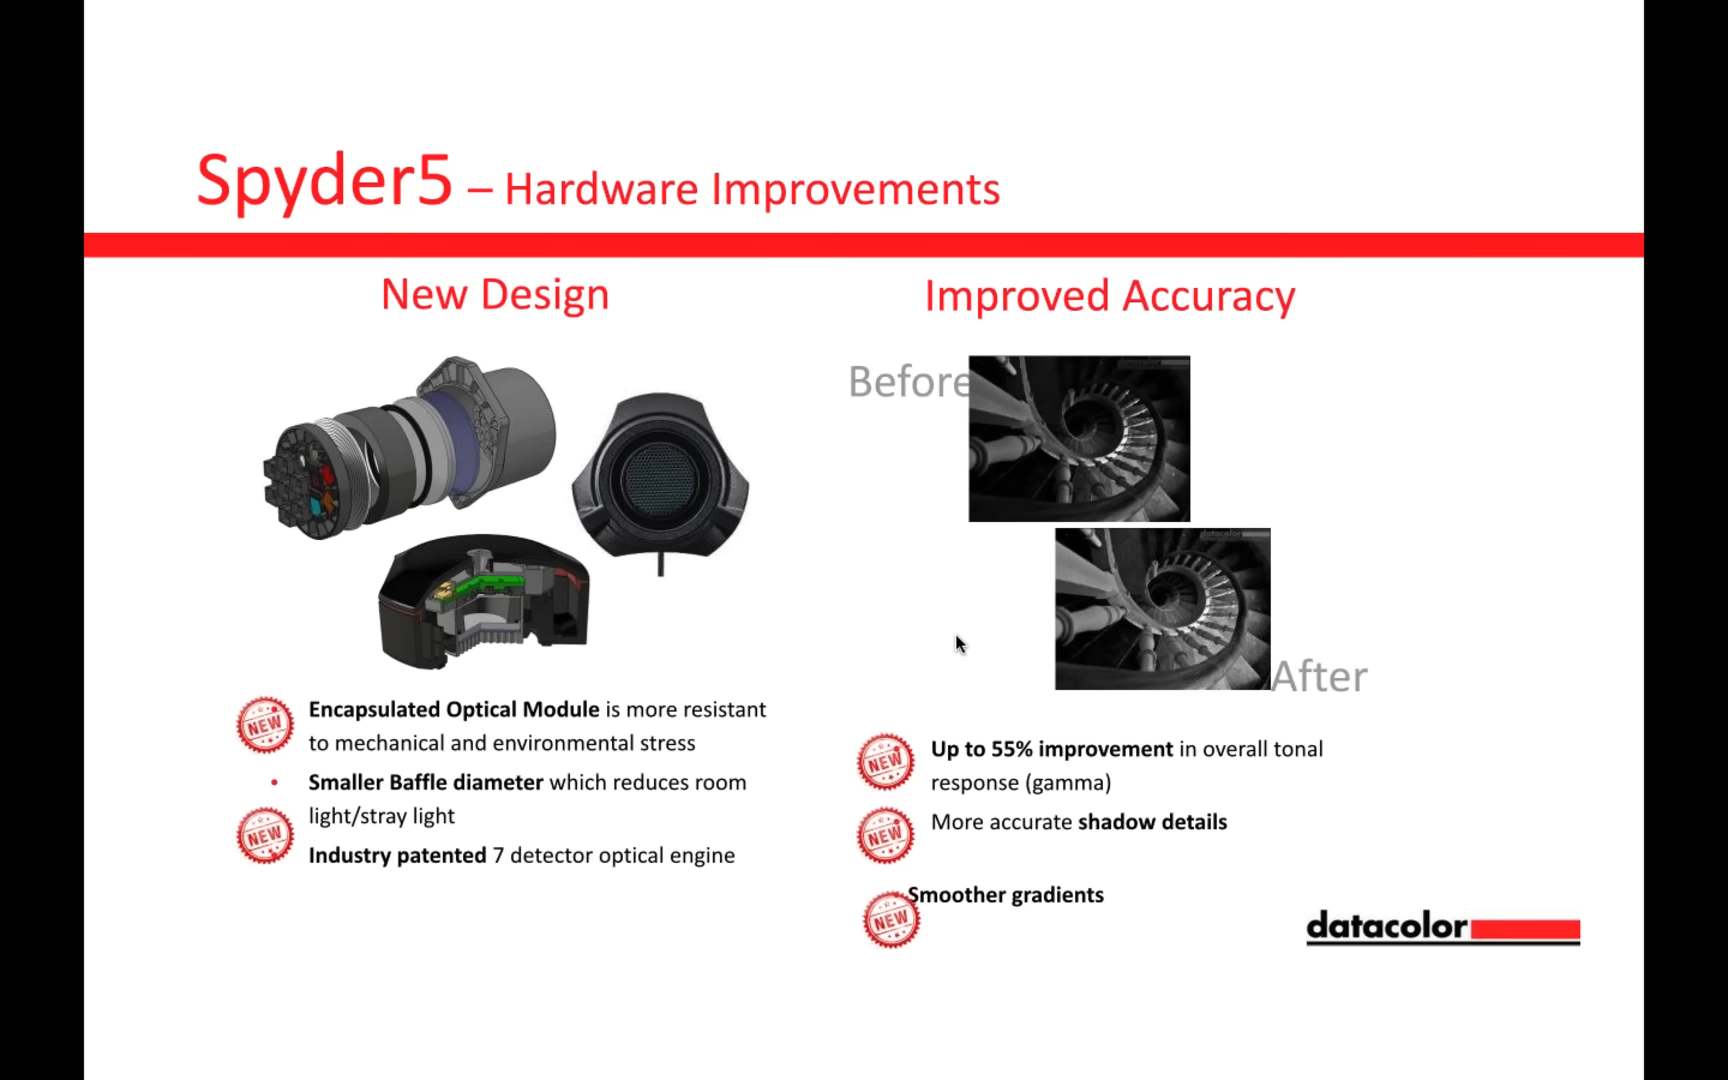 Spyder5 – Hardware Improvements
New Design
Encapsulated Optical Module is more resistant
to mechanical and environmental stress
• Smaller Baffle diameter which reduces room
light/stray light
Industry patented 7 detector optical engine
NEW
NEW
Improved Accuracy
Before
datacolor
datacolor
After
Up to 55% improvement in overall tonal
response (gamma)
More accurate shadow details
Smoother gradients
NEW
NEW
NEW
datacolor